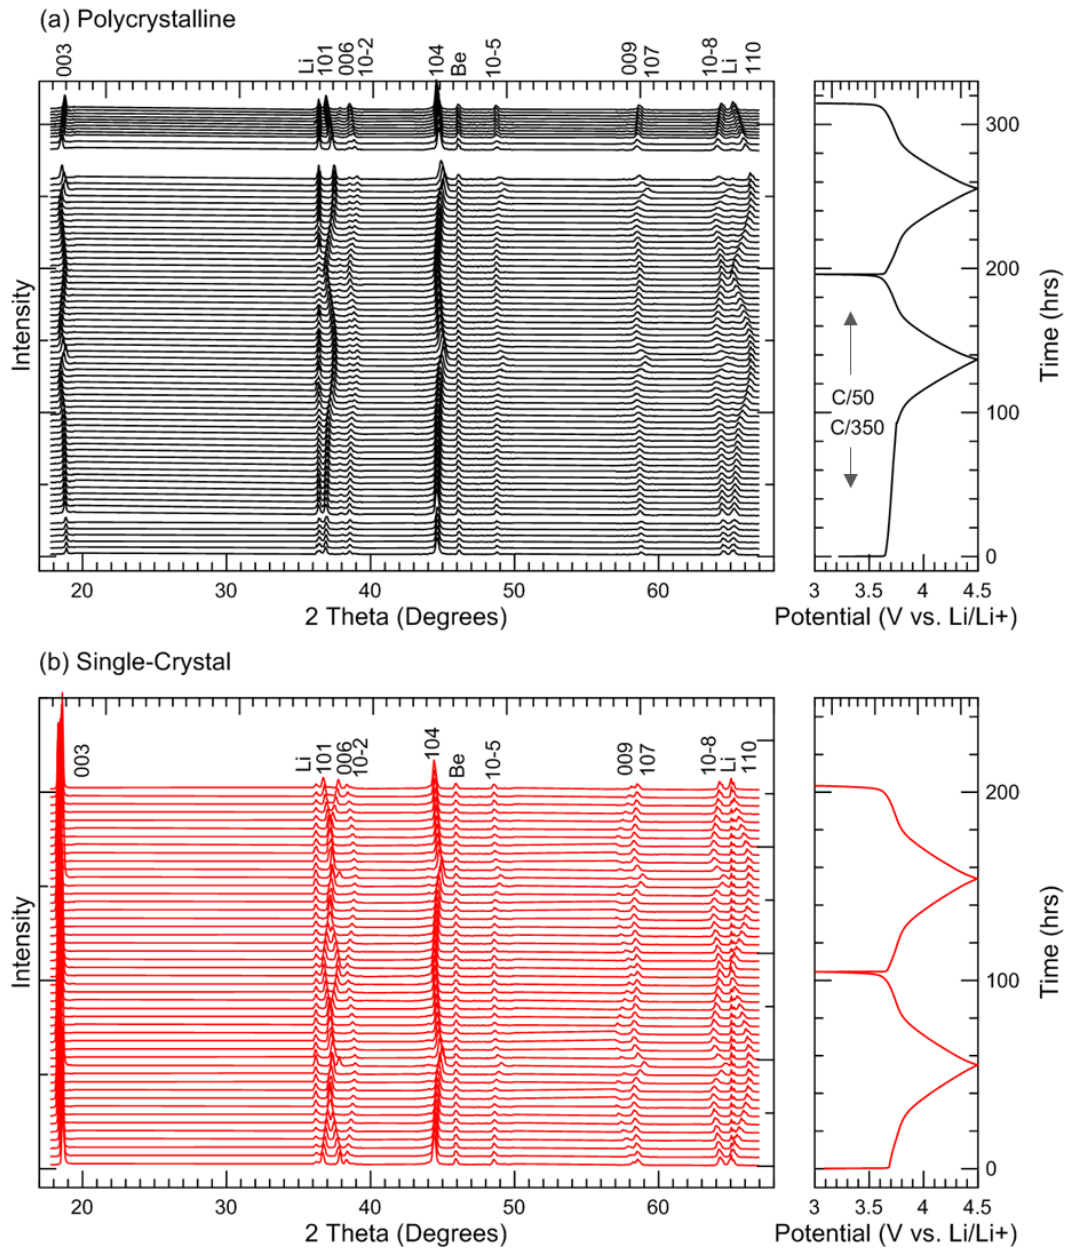 (a) Polycrystalline
003 Li 101 006 10-2 104 Be 10-5 009 107 10-8 Li 110
Intensity
20 30 40 50 60
2 Theta (Degrees)
300
200
100
0
C/50
C/350
3 3.5 4 4.5
Potential (V vs. Li/Li+)
Time (hrs)
(b) Single-Crystal
003 Li 101 006 10-2 104 Be 10-5 009 107 10-8 Li 110
Intensity
20 30 40 50 60
2 Theta (Degrees)
200
100
0
3 3.5 4 4.5
Potential (V vs. Li/Li+)
Time (hrs)